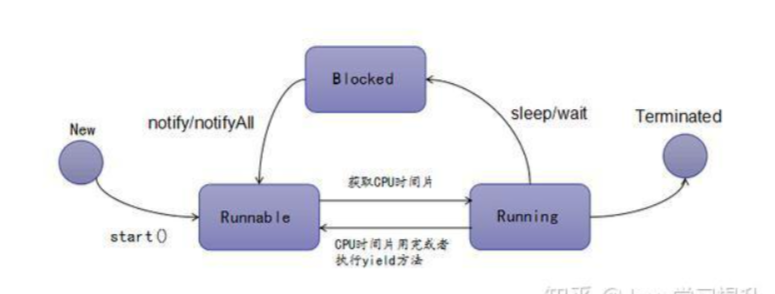 Blocked
notify/notifyAll
sleep/wait
New
Terminated
获取CPU时间片
Runnable
Running
start()
CPU时间片用完或者
执行yield方法
知乎